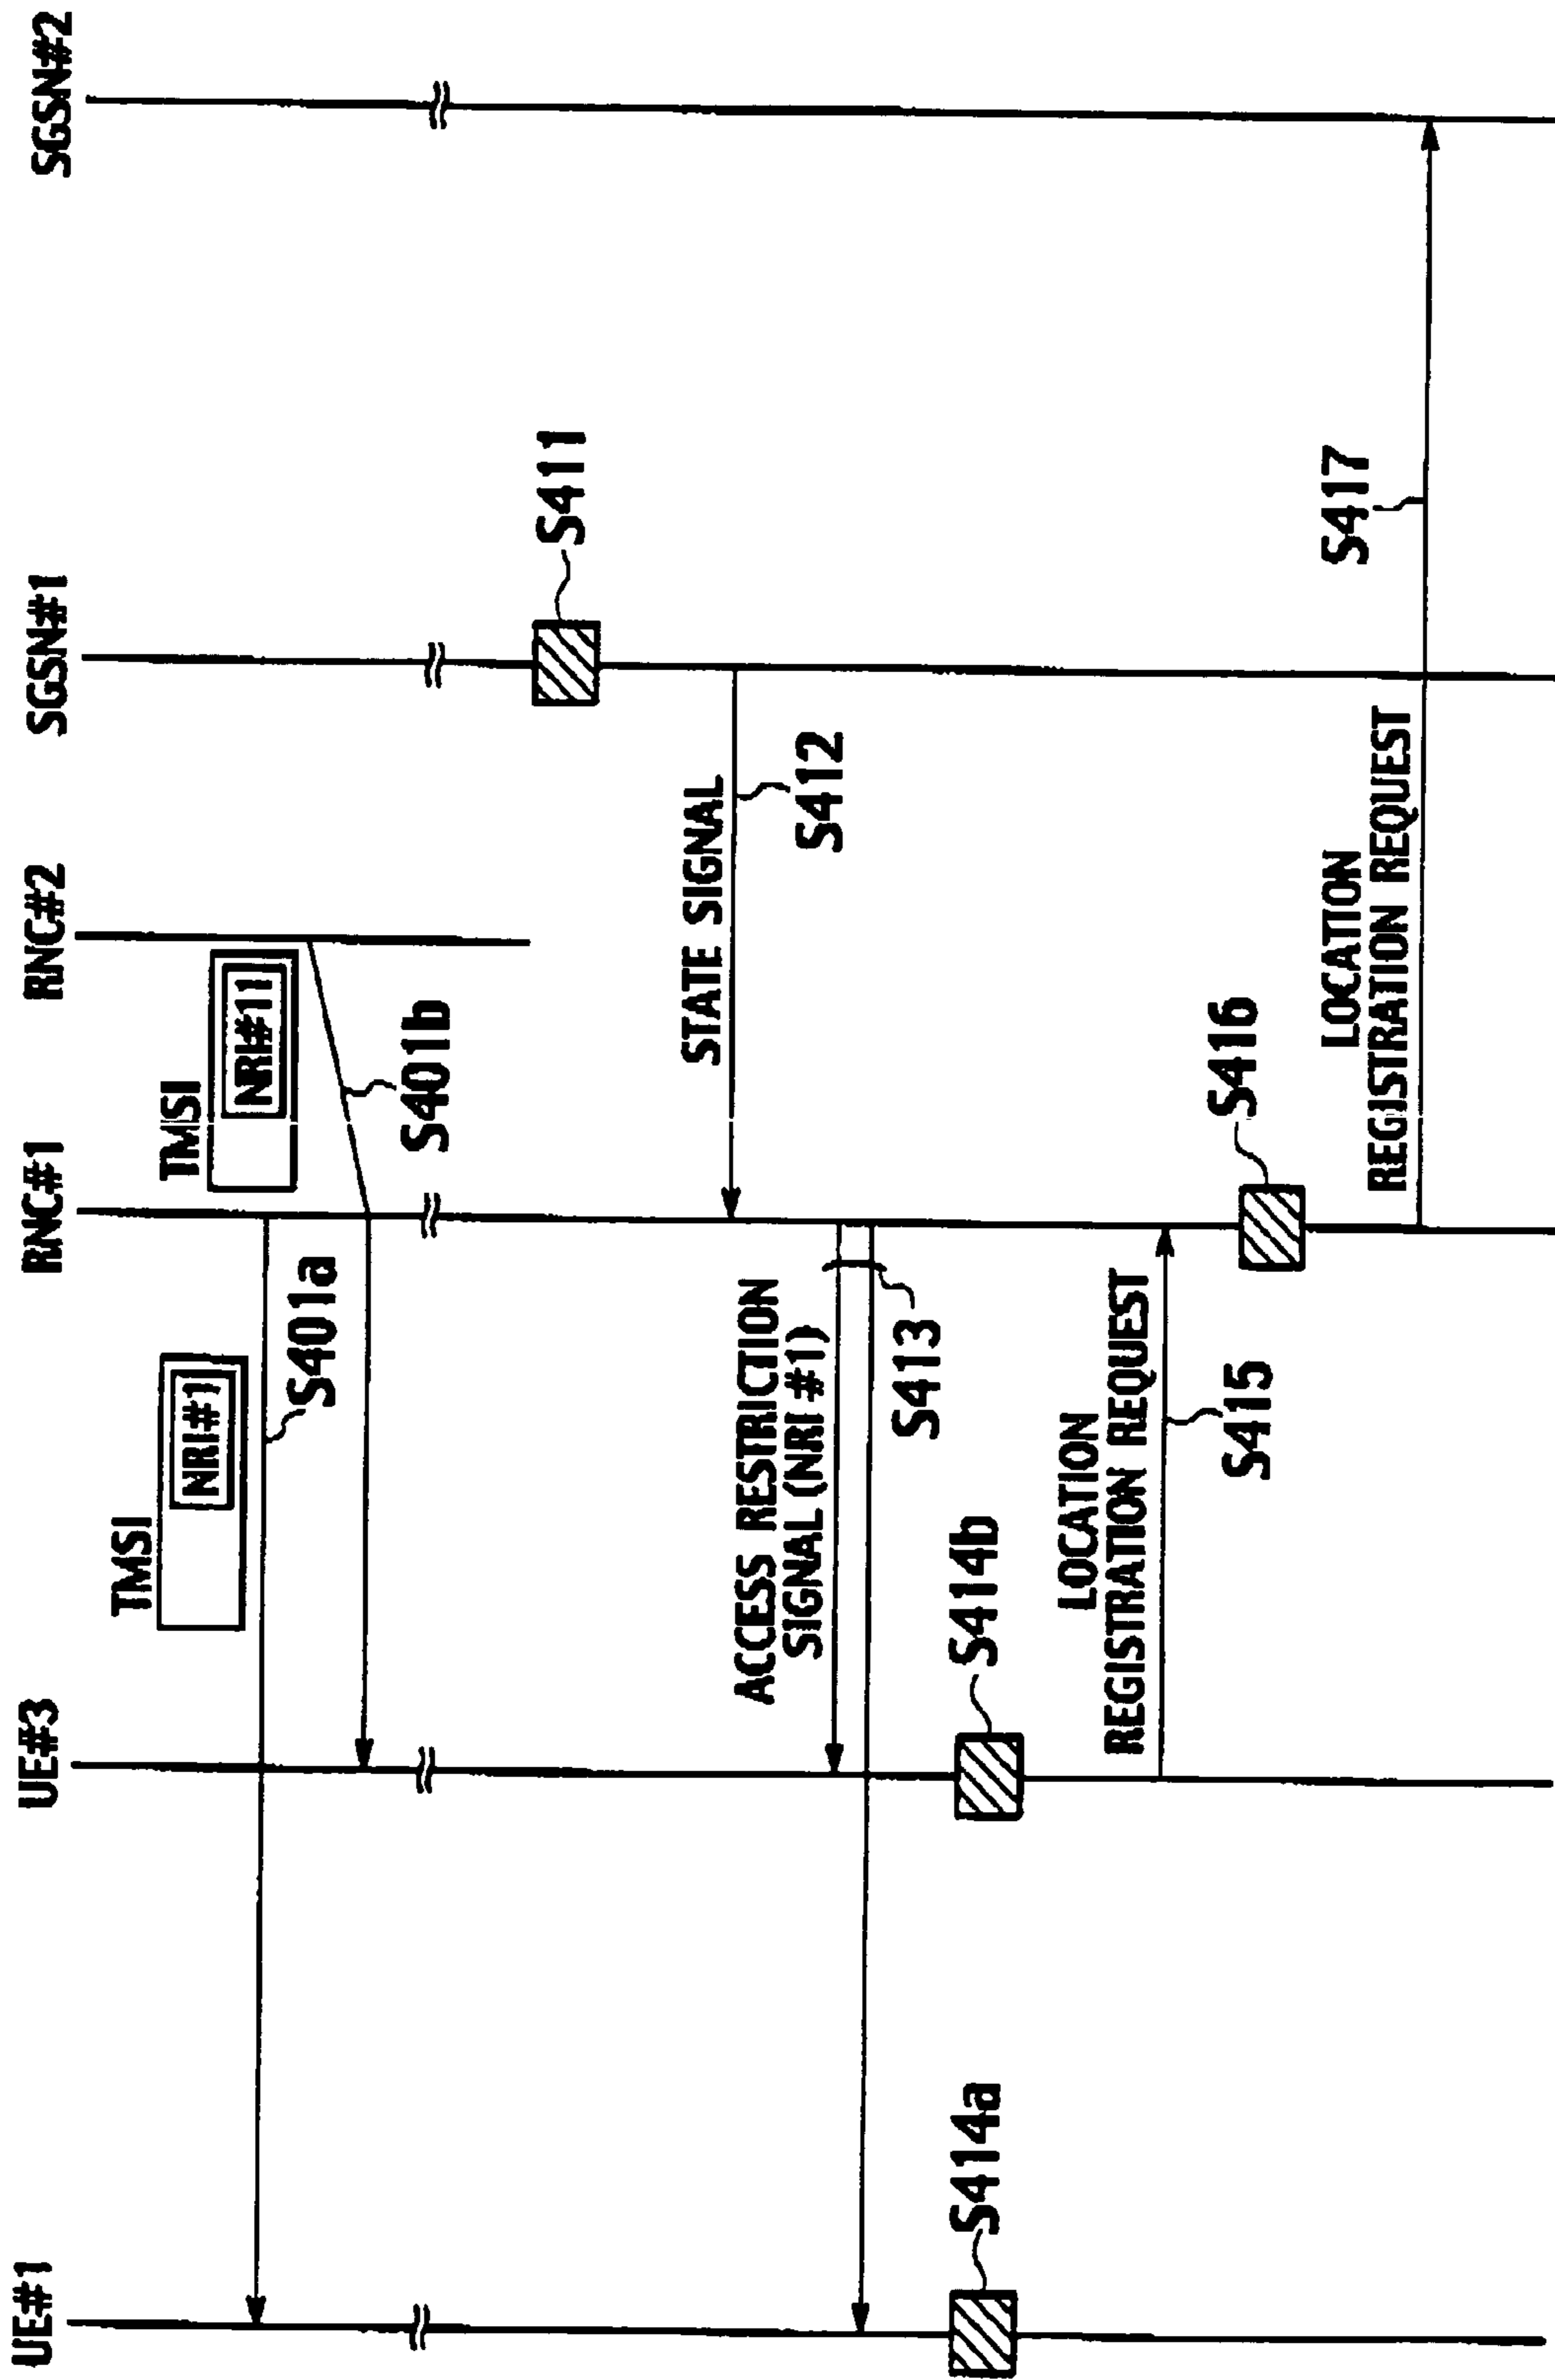 UE#1
UE#3
RNC#1
RNC#2
SGSN#1
SGSN#2
TMSI
NRI#1
S401a
TMSI
NRI#11
S401b
S411
STATE SIGNAL
S412
ACCESS RESTRICTION
SIGNAL (NRI #1)
S413
S414a
S414b
LOCATION
REGISTRATION REQUEST
S415
S416
LOCATION
REGISTRATION REQUEST
S417